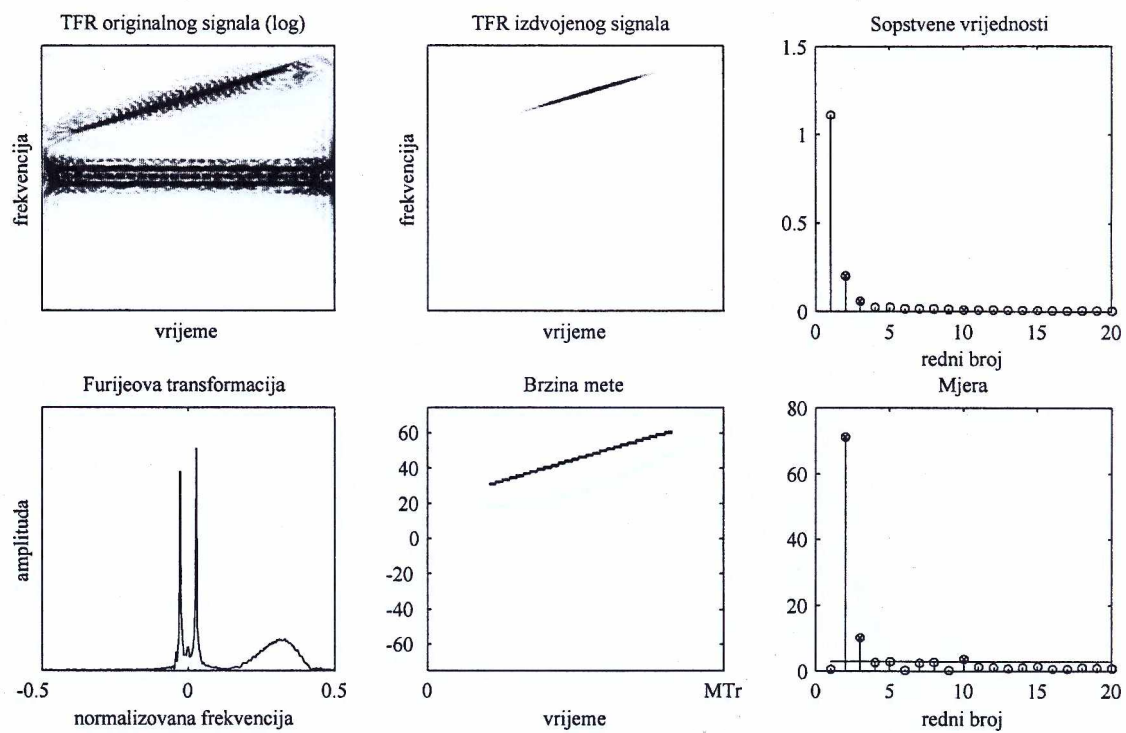 TFR originalnog signala (log)
frekvencija
vrijeme
TFR izdvojenog signala
frekvencija
vrijeme
Sopstvene vrijednosti
1.5
1
0.5
0
0 5 10 15 20
redni broj
Furijeova transformacija
amplituda
-0.5 0 0.5
normalizovana frekvencija
Brzina mete
60
40
20
0
-20
-40
-60
0 MTr
vrijeme
Mjera
80
60
40
20
0
0 5 10 15 20
redni broj